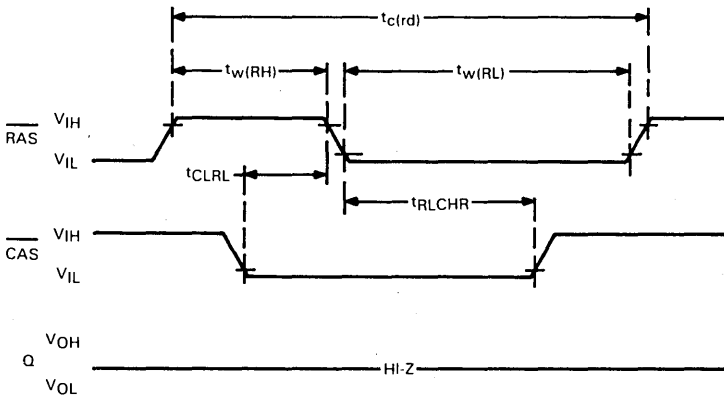 tc(rd)
tw(RH)
tw(RL)
RAS
VIH
VIL
tCLRL
tRLCHR
CAS
VIH
VIL
Q
VOH
HI-Z
VOL